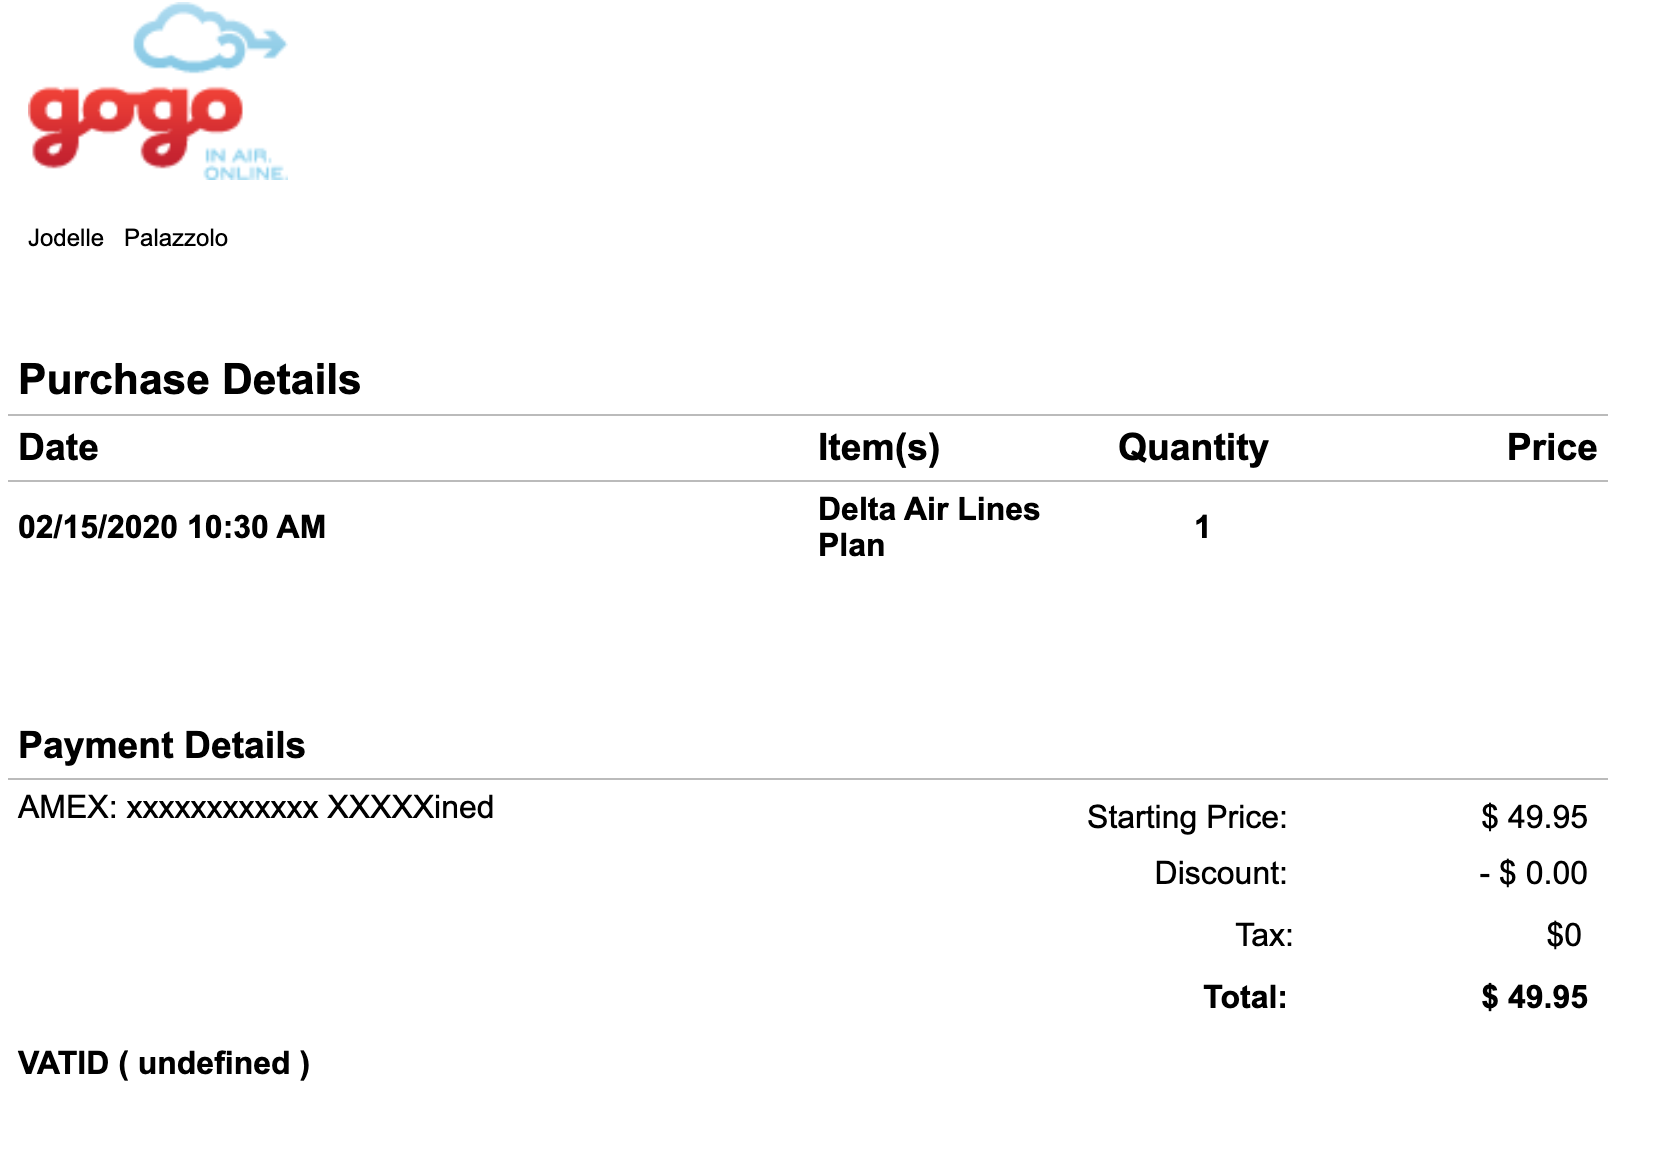 gogo
IN AIR.
ONLINE.
Jodelle Palazzolo
Purchase Details
Date Item(s) Quantity Price
02/15/2020 10:30 AM Delta Air Lines Plan 1
Payment Details
AMEX: xxxxxxxxxxxx XXXXXined
Starting Price: $ 49.95
Discount: - $ 0.00
Tax: $0
Total: $ 49.95
VATID ( undefined )